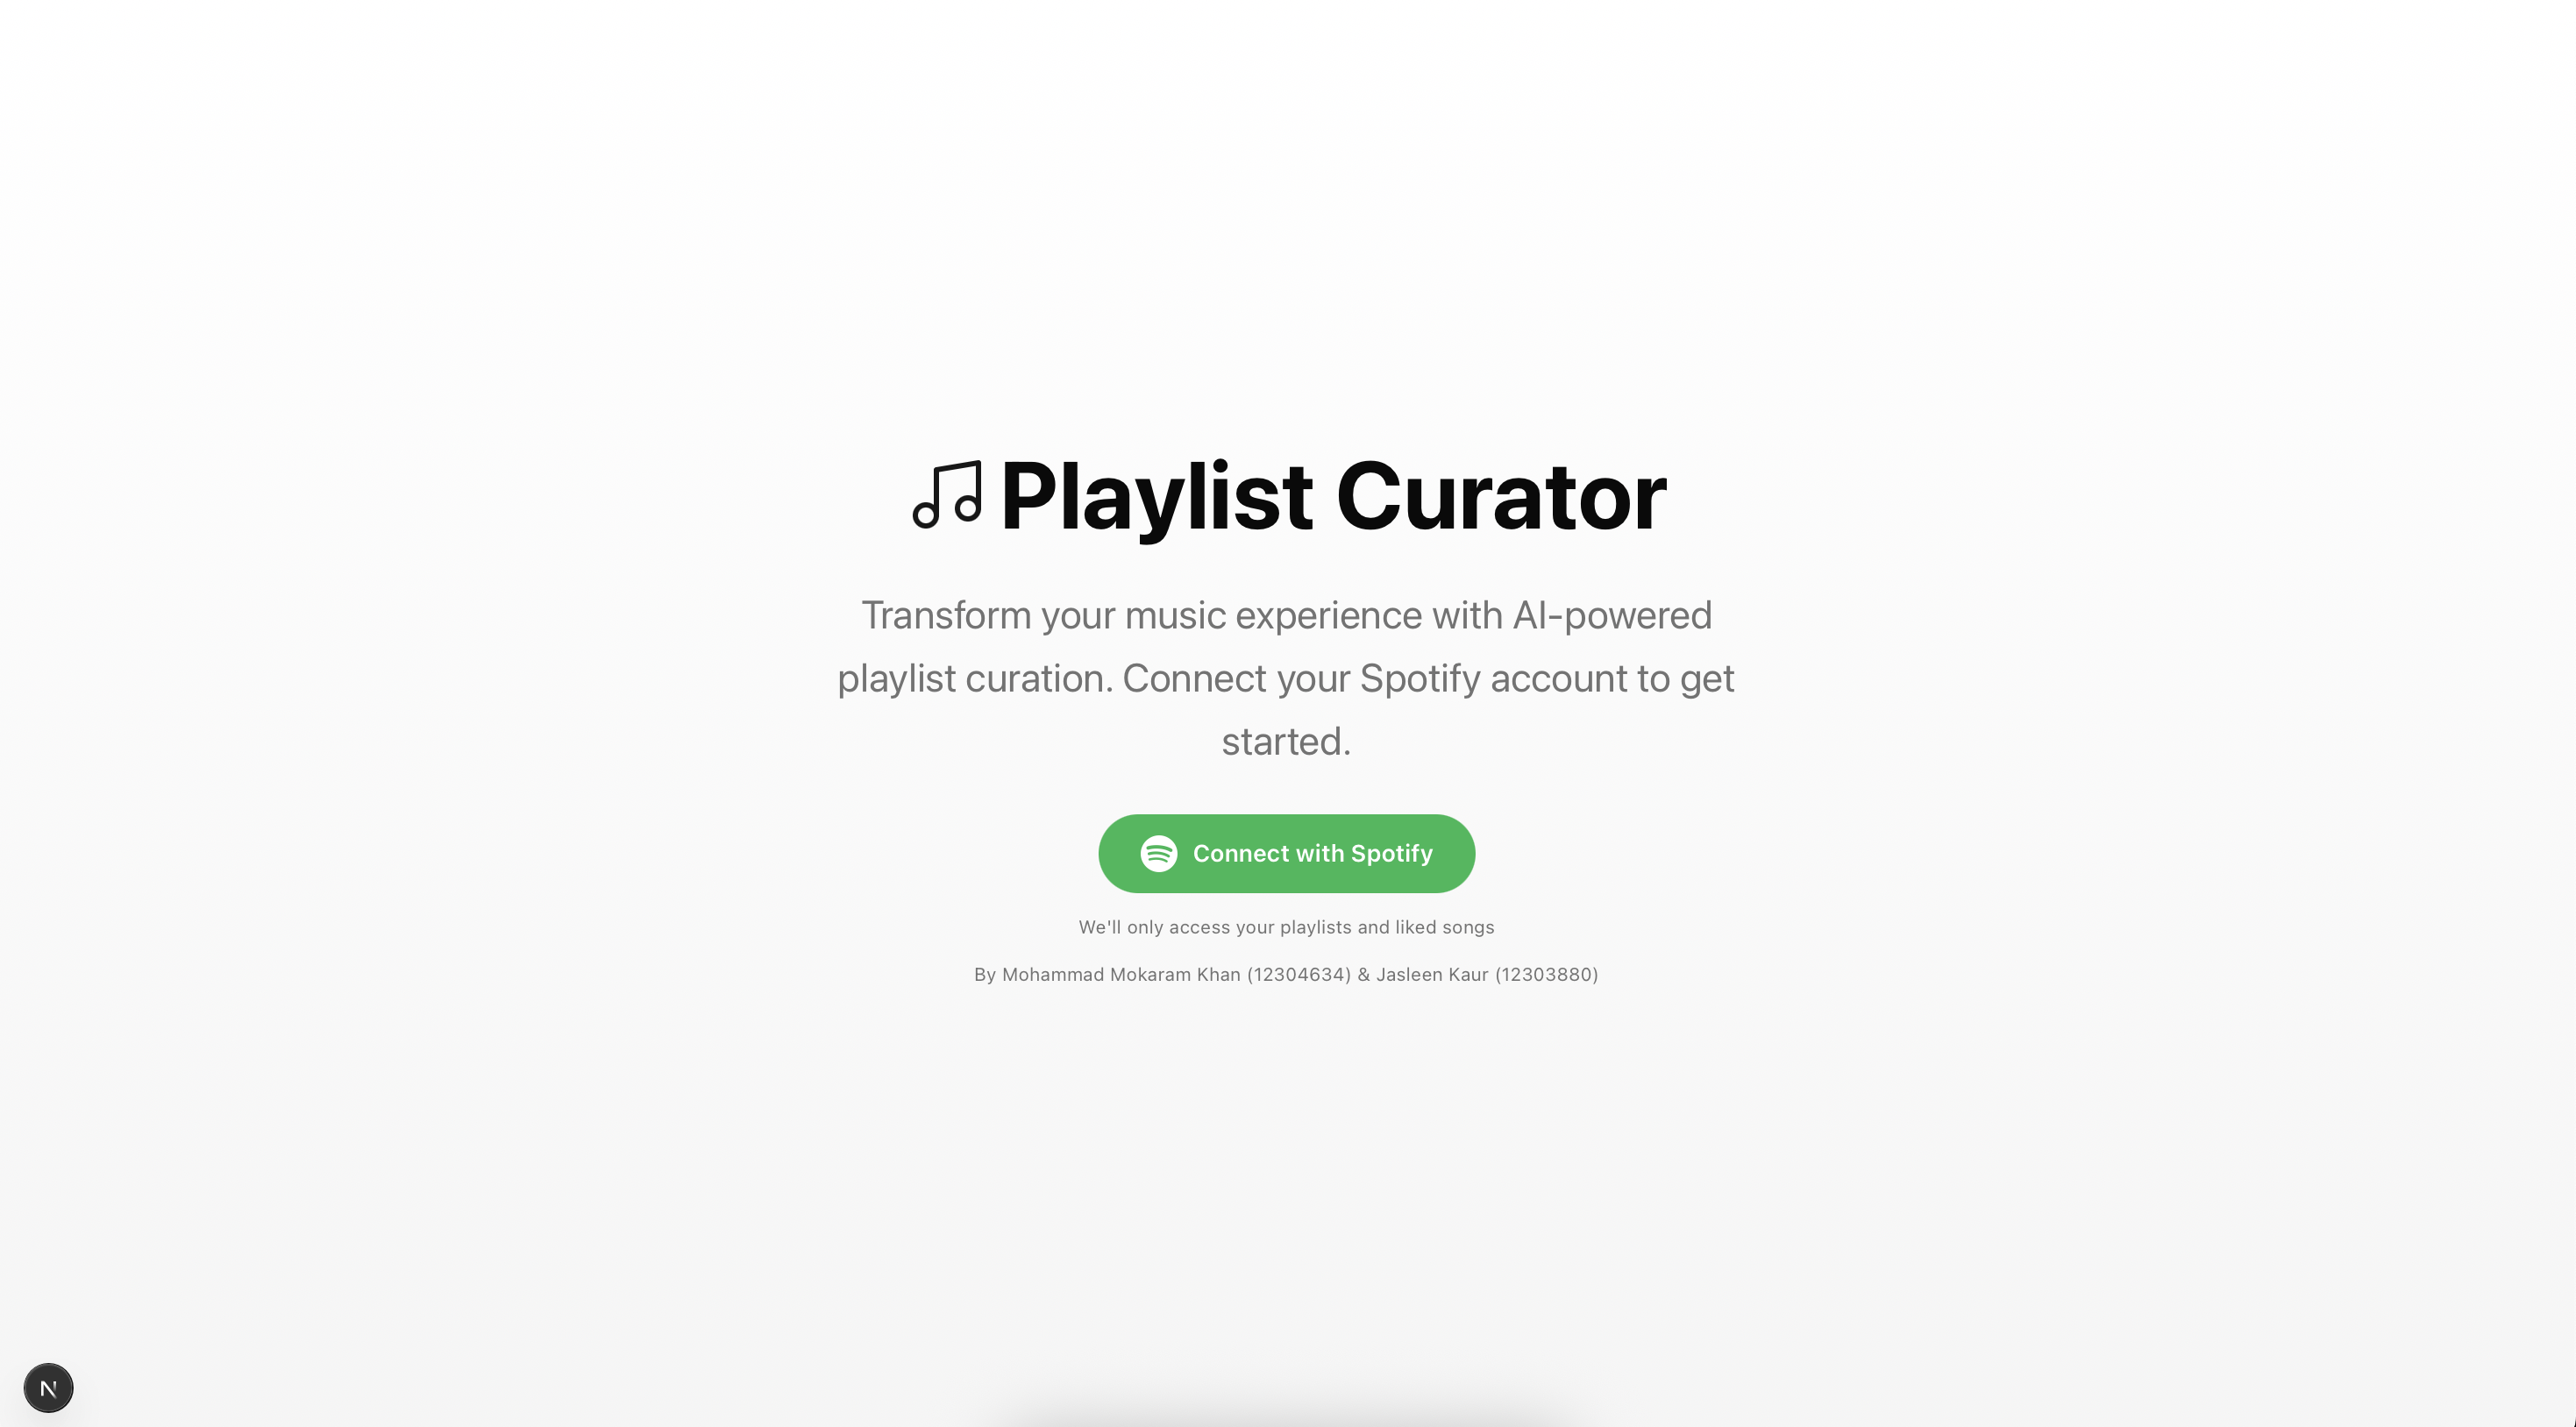 Playlist Curator
Transform your music experience with AI-powered
playlist curation. Connect your Spotify account to get
started.
Connect with Spotify
We'll only access your playlists and liked songs
By Mohammad Mokaram Khan (12304634) & Jasleen Kaur (12303880)
N